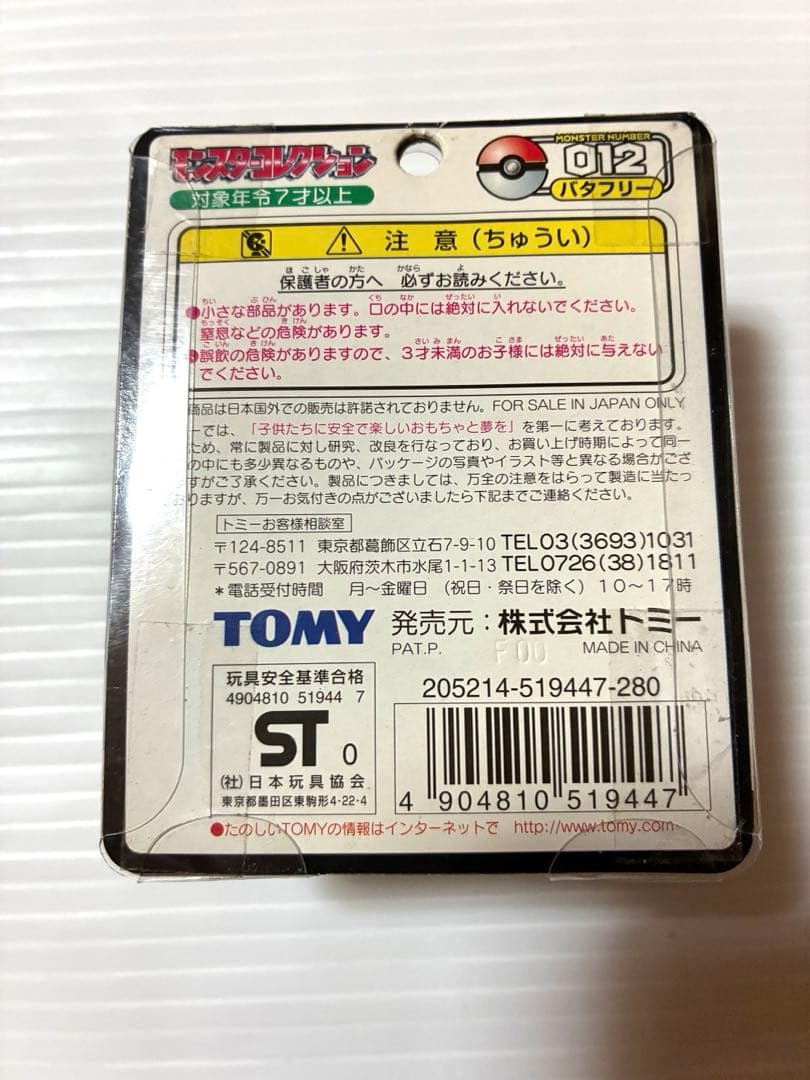 モンスターコレクション
対象年令7才以上
MONSTER NUMBER
012
バタフリー
注 意 (ちゅうい)
保護者の方へ 必ずお読みください。
●小さな部品があります。口の中には絶対に入れないでください。
窒息などの危険があります。
●誤飲の危険がありますので、3才未満のお子様には絶対に与えない
でください。
商品は日本国外での販売は許諾されておりません。FOR SALE IN JAPAN ONLY
ーでは、「子供たちに安全で楽しいおもちゃと夢を」を第一に考えております。
ため、常に製品に対し研究、改良を行なっており、お買い上げ時期によって同一
の中にも多少異なるものや、パッケージの写真やイラスト等と異なる場合がござ
すがご了承ください。製品につきましては、万全の注意をはらって製造に当たっ
おりますが、万一お気付きの点がございましたら下記までご連絡ください。
トミーお客様相談室
〒124-8511 東京都葛飾区立石7-9-10 TEL03(3693)1031
〒567-0891 大阪府茨木市水尾1-1-13 TEL0726(38)1811
*電話受付時間 月〜金曜日 (祝日・祭日を除く) 10〜17時
TOMY 発売元:株式会社トミー
PAT.P. F00 MADE IN CHINA
玩具安全基準合格
4904810 51944 7
ST 0
(社)日本玩具協会
東京都墨田区東駒形4-22-4
205214-519447-280
4 904810 519447
●たのしいTOMYの情報はインターネットで http://www.tomy.com